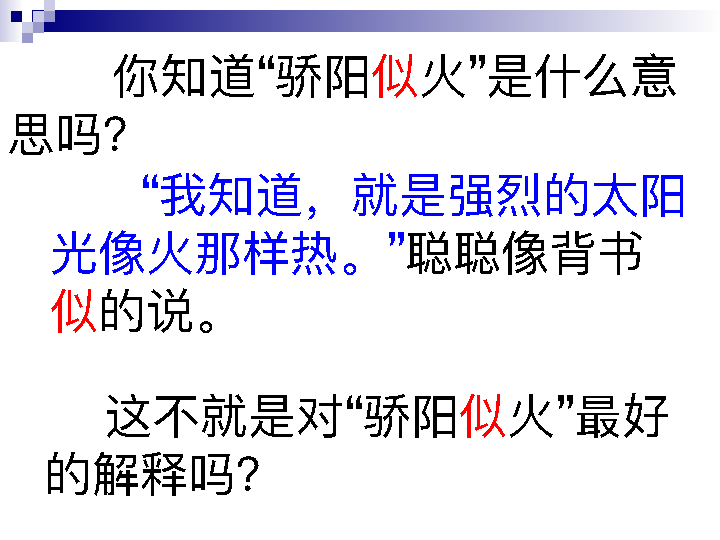 你知道“骄阳似火”是什么意
思吗？
“我知道，就是强烈的太阳
光像火那样热。”聪聪像背书
似的说。
这不就是对“骄阳似火”最好
的解释吗？